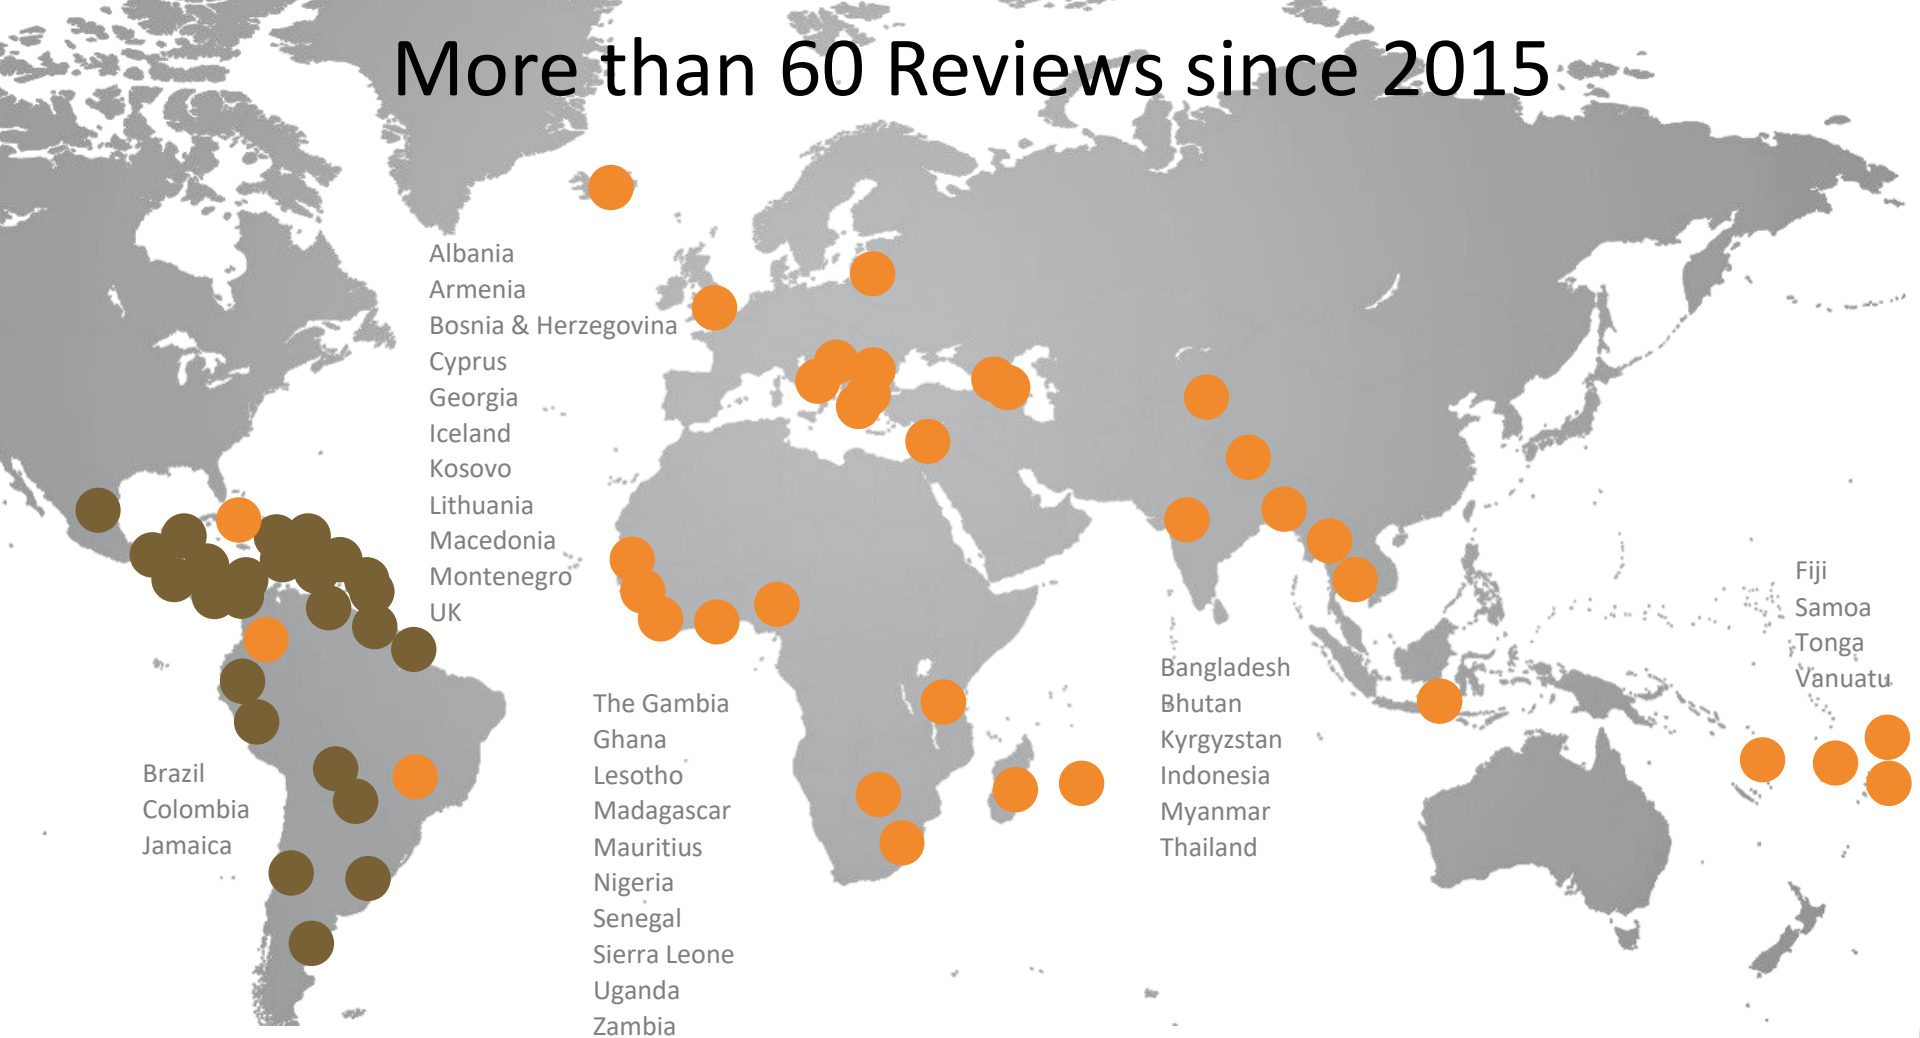 More than 60 Reviews since 2015
Albania
Armenia
Bosnia & Herzegovina
Cyprus
Georgia
Iceland
Kosovo
Lithuania
Macedonia
Montenegro
UK
Brazil
Colombia
Jamaica
The Gambia
Ghana
Lesotho
Madagascar
Mauritius
Nigeria
Senegal
Sierra Leone
Uganda
Zambia
Bangladesh
Bhutan
Kyrgyzstan
Indonesia
Myanmar
Thailand
Fiji
Samoa
Tonga
Vanuatu